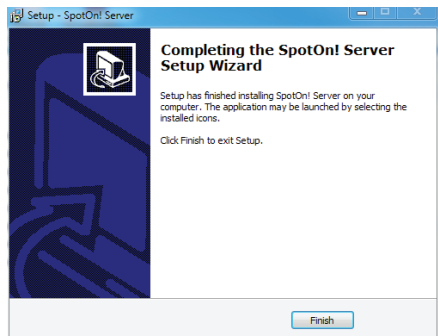 Setup - SpotOn! Server
Completing the SpotOn! Server
Setup Wizard
Setup has finished installing SpotOn! Server on your
computer. The application may be launched by selecting the
installed icons.
Click Finish to exit Setup.
Finish